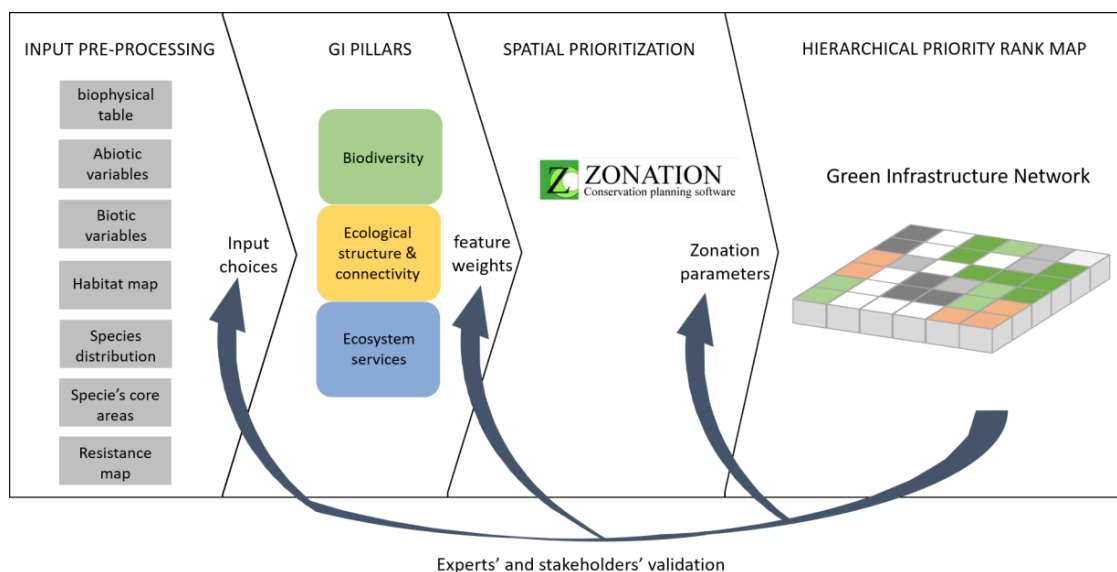 INPUT PRE-PROCESSING
biophysical
table
Abiotic
variables
Biotic
variables
Habitat map
Species
distribution
Specie's core
areas
Resistance
map
Input
choices
GI PILLARS
Biodiversity
Ecological
structure &
connectivity
Ecosystem
services
feature
weights
SPATIAL PRIORITIZATION
ZONATION
Conservation planning software
Zonation
parameters
HIERARCHICAL PRIORITY RANK MAP
Green Infrastructure Network
Experts' and stakeholders' validation